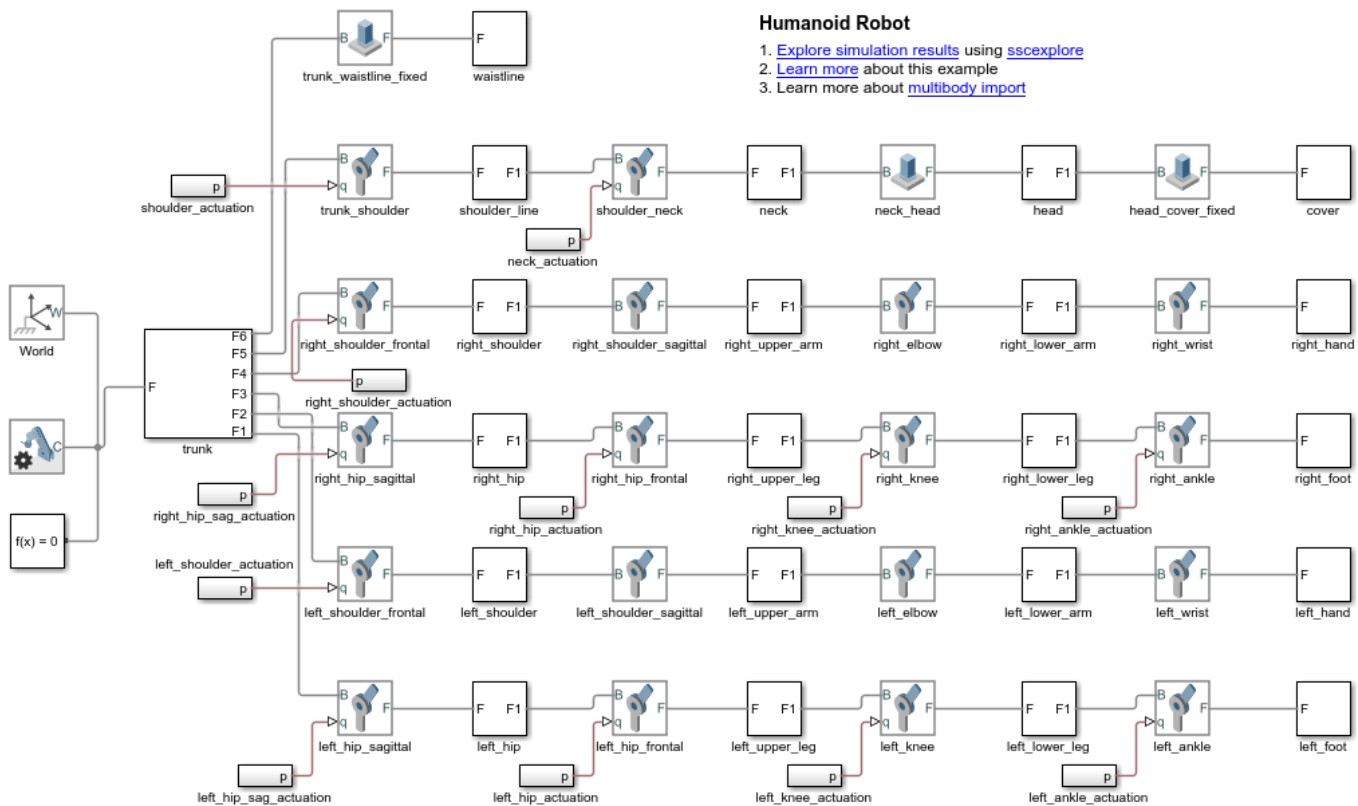 Humanoid Robot
1. Explore simulation results using sscexplore
2. Learn more about this example
3. Learn more about multibody import
B F F
trunk_waistline_fixed waistline
B q F F F1 B q F F F1 B F F F1 B F F
p
shoulder_actuation trunk_shoulder shoulder_line shoulder_neck neck neck_head head head_cover_fixed cover
p
neck_actuation
W
World
B q F F F1 B F F F1 B F F F1 B F F
right_shoulder_frontal right_shoulder right_shoulder_sagittal right_upper_arm right_elbow right_lower_arm right_wrist right_hand
p
right_shoulder_actuation
F
F6
F5
F4
F3
F2
F1
trunk
C
B q F F F1 B q F F F1 B q F F F1 B q F F
right_hip_sagittal right_hip right_hip_frontal right_upper_leg right_knee right_lower_leg right_ankle right_foot
p p p p
right_hip_sag_actuation right_hip_actuation right_knee_actuation right_ankle_actuation
f(x) = 0
left_shoulder_actuation
p
B q F F F1 B F F F1 B F F F1 B F F
left_shoulder_frontal left_shoulder left_shoulder_sagittal left_upper_arm left_elbow left_lower_arm left_wrist left_hand
B q F F F1 B q F F F1 B q F F F1 B q F F
left_hip_sagittal left_hip left_hip_frontal left_upper_leg left_knee left_lower_leg left_ankle left_foot
p p p p
left_hip_sag_actuation left_hip_actuation left_knee_actuation left_ankle_actuation